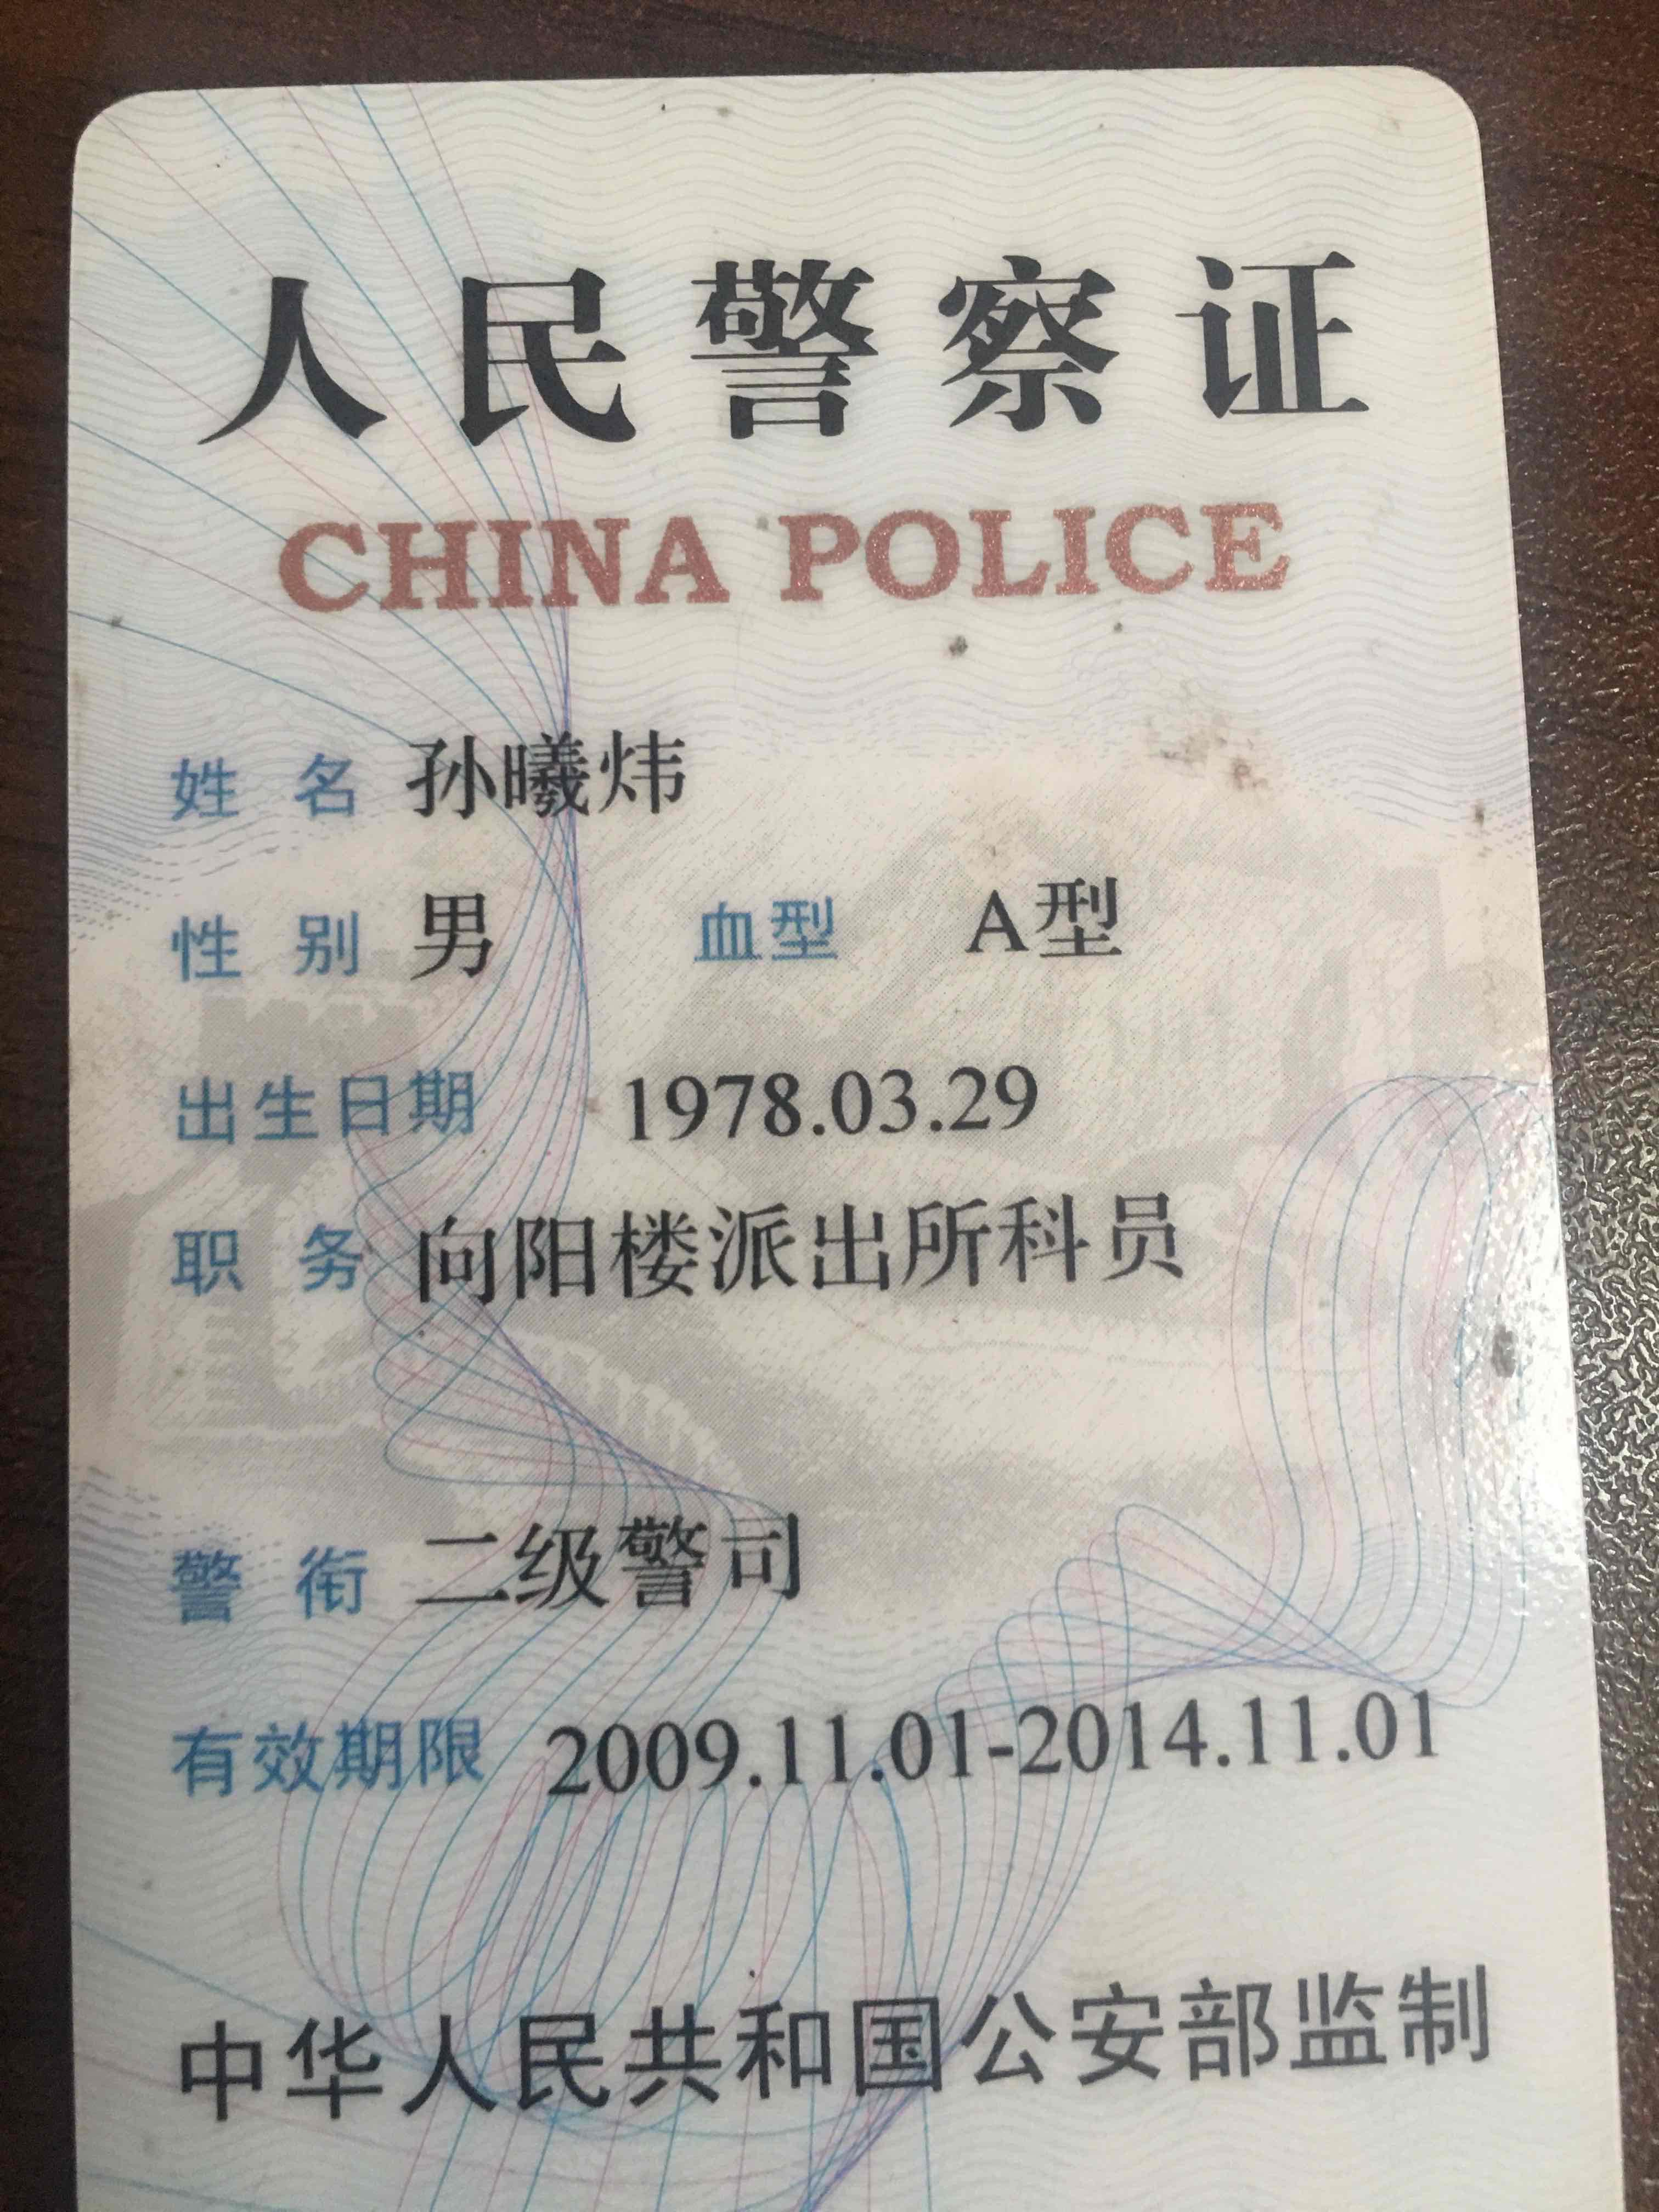 人民警察证
CHINA POLICE
姓 名 孙曦炜
性 别 男 血型 A型
出生日期 1978.03.29
职 务 向阳楼派出所科员
警 衔 二级警司
有效期限 2009.11.01-2014.11.01
中华人民共和国公安部监制